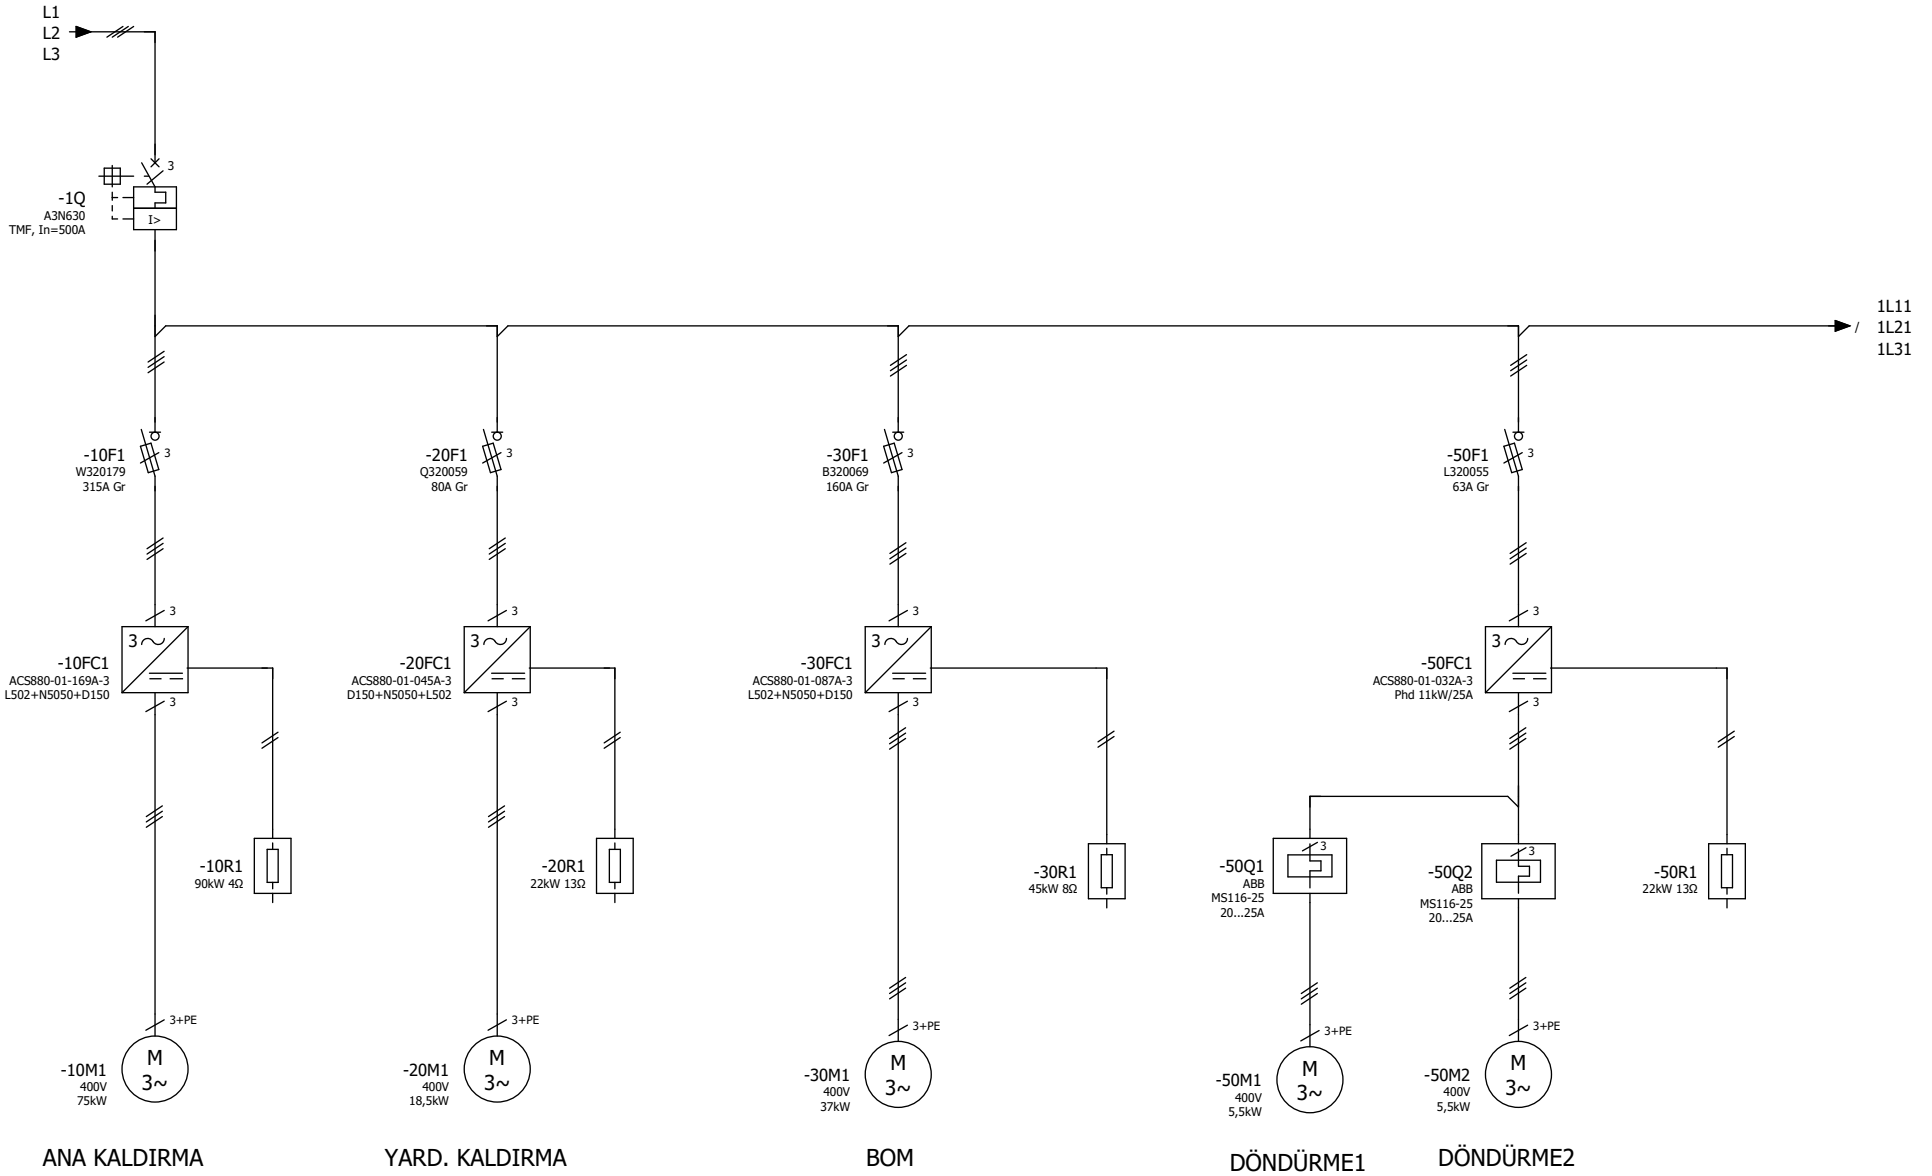 L1
L2
L3
3
-1Q
A3N630
TMF, In=500A
I>
1L11
/ 1L21
1L31
-10F1
W320179
315A Gr
3
-20F1
Q320059
80A Gr
3
-30F1
B320069
160A Gr
3
-50F1
L320055
63A Gr
3
3
3
3
3
3~
3~
3~
3~
-10FC1
ACS880-01-169A-3
L502+N5050+D150
-20FC1
ACS880-01-045A-3
D150+N5050+L502
-30FC1
ACS880-01-087A-3
L502+N5050+D150
-50FC1
ACS880-01-032A-3
Phd 11kW/25A
3
3
3
3
-10R1
90kW 4Ω
-20R1
22kW 13Ω
-30R1
45kW 8Ω
-50Q1
ABB
MS116-25
20...25A
3
-50Q2
ABB
MS116-25
20...25A
3
-50R1
22kW 13Ω
3+PE
3+PE
3+PE
3+PE
3+PE
-10M1
400V
75kW
M
3~
-20M1
400V
18,5kW
M
3~
-30M1
400V
37kW
M
3~
-50M1
400V
5,5kW
M
3~
-50M2
400V
5,5kW
M
3~
ANA KALDIRMA
YARD. KALDIRMA
BOM
DÖNDÜRME1
DÖNDÜRME2